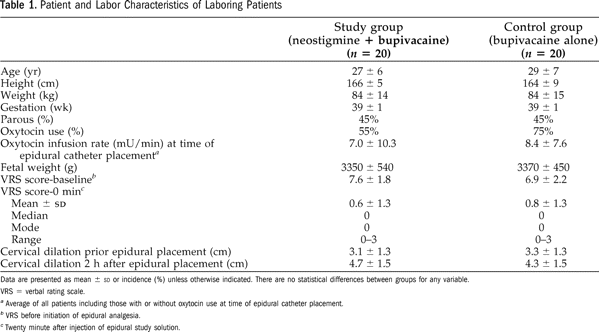 Table 1. Patient and Labor Characteristics of Laboring Patients
Study group (neostigmine + bupivacaine) (n = 20) Control group (bupivacaine alone) (n = 20)
Age (yr) 27 ± 6 29 ± 7
Height (cm) 166 ± 5 164 ± 9
Weight (kg) 84 ± 14 84 ± 15
Gestation (wk) 39 ± 1 39 ± 1
Parous (%) 45% 45%
Oxytocin use (%) 55% 75%
Oxytocin infusion rate (mU/min) at time of 7.0 ± 10.3 8.4 ± 7.6
epidural catheter placementᵃ
Fetal weight (g) 3350 ± 540 3370 ± 450
VRS score-baselineᵇ 7.6 ± 1.8 6.9 ± 2.2
VRS score-0 minᶜ
Mean ± SD 0.6 ± 1.3 0.8 ± 1.3
Median 0 0
Mode 0 0
Range 0–3 0–3
Cervical dilation prior epidural placement (cm) 3.1 ± 1.3 3.3 ± 1.3
Cervical dilation 2 h after epidural placement (cm) 4.7 ± 1.5 4.3 ± 1.5
Data are presented as mean ± SD or incidence (%) unless otherwise indicated. There are no statistical differences between groups for any variable.
VRS = verbal rating scale.
ᵃ Average of all patients including those with or without oxytocin use at time of epidural catheter placement.
ᵇ VRS before initiation of epidural analgesia.
ᶜ Twenty minute after injection of epidural study solution.